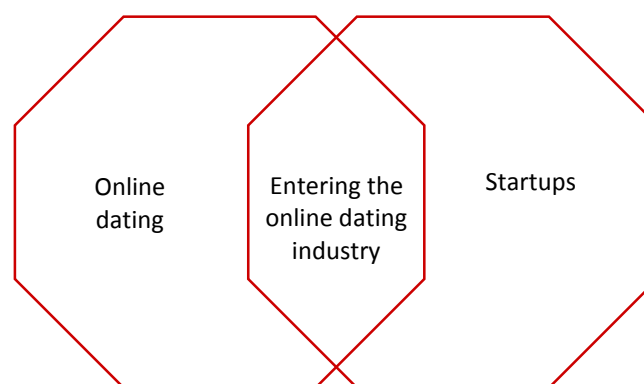 Online
dating
Entering the
online dating
industry
Startups